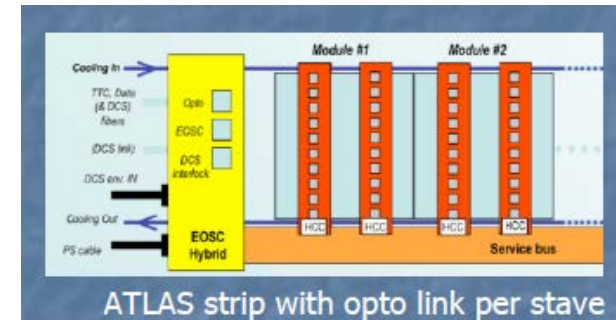 Module #1
Module #2
Cooling In
TTC, Data
(& DCS)
fibers
Opto
EOSC
(DCS link)
DCS
interlock
DCS env. IN
Cooling Out
PS cable
EOSC
Hybrid
HCC
HCC
HCC
HCC
Service bus
ATLAS strip with opto link per stave